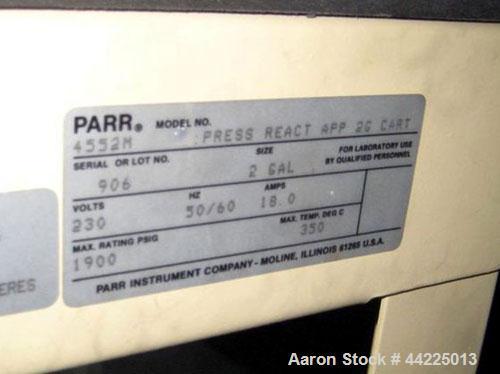 PARR® MODEL NO.
4552M PRESS REACT APP 2G CART
SERIAL OR LOT NO. SIZE FOR LABORATORY USE
BY QUALIFIED PERSONNEL
906 2 GAL
VOLTS HZ AMPS
230 50/60 18.0
MAX. RATING PSIG MAX. TEMP. DEG C
1900 350
PARR INSTRUMENT COMPANY - MOLINE, ILLINOIS 61265 U.S.A.
ERES
Aaron Stock # 44225013